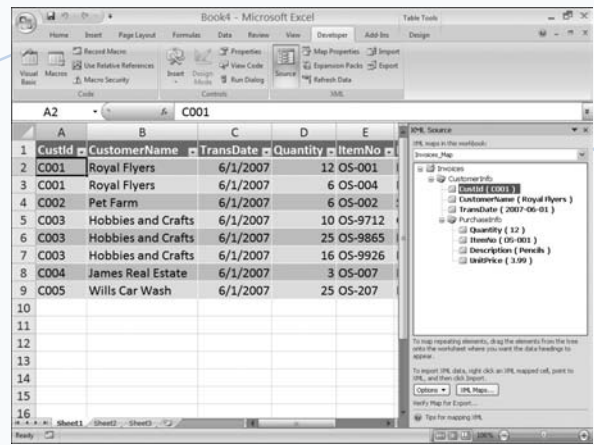 Book4 - Microsoft Excel
Table Tools
Home Insert Page Layout Formulas Data Review View Developer Add-Ins Design
Visual Basic
Macros
Record Macro
Use Relative References
Macro Security
Code
Insert
Design Mode
Properties
View Code
Run Dialog
Controls
Source
Map Properties
Expansion Packs
Refresh Data
Import
Export
XML
A2 C001
A B C D E
1 CustId CustomerName TransDate Quantity ItemNo
2 C001 Royal Flyers 6/1/2007 12 OS-001
3 C001 Royal Flyers 6/1/2007 6 OS-004
4 C002 Pet Farm 6/1/2007 6 OS-002
5 C003 Hobbies and Crafts 6/1/2007 10 OS-9712
6 C003 Hobbies and Crafts 6/1/2007 25 OS-9865
7 C003 Hobbies and Crafts 6/1/2007 16 OS-9926
8 C004 James Real Estate 6/1/2007 3 OS-007
9 C005 Wills Car Wash 6/1/2007 25 OS-207
10
11
12
13
14
15
16
Sheet1 Sheet2 Sheet3
Ready
100%
XML Source
XML maps in the workbook:
Invoices_Map
Invoices
CustomerInfo
CustId ( C001 )
CustomerName ( Royal Flyers )
TransDate ( 2007-06-01 )
PurchaseInfo
Quantity ( 12 )
ItemNo ( OS-001 )
Description ( Pencils )
UnitPrice ( 3.99 )
To map repeating elements, drag the elements from the tree
onto the worksheet where you want the data headings to
appear.
To import XML data, right click an XML mapped cell, point to
XML, and then click Import.
Options
XML Maps...
Verify Map for Export...
Tips for mapping XML